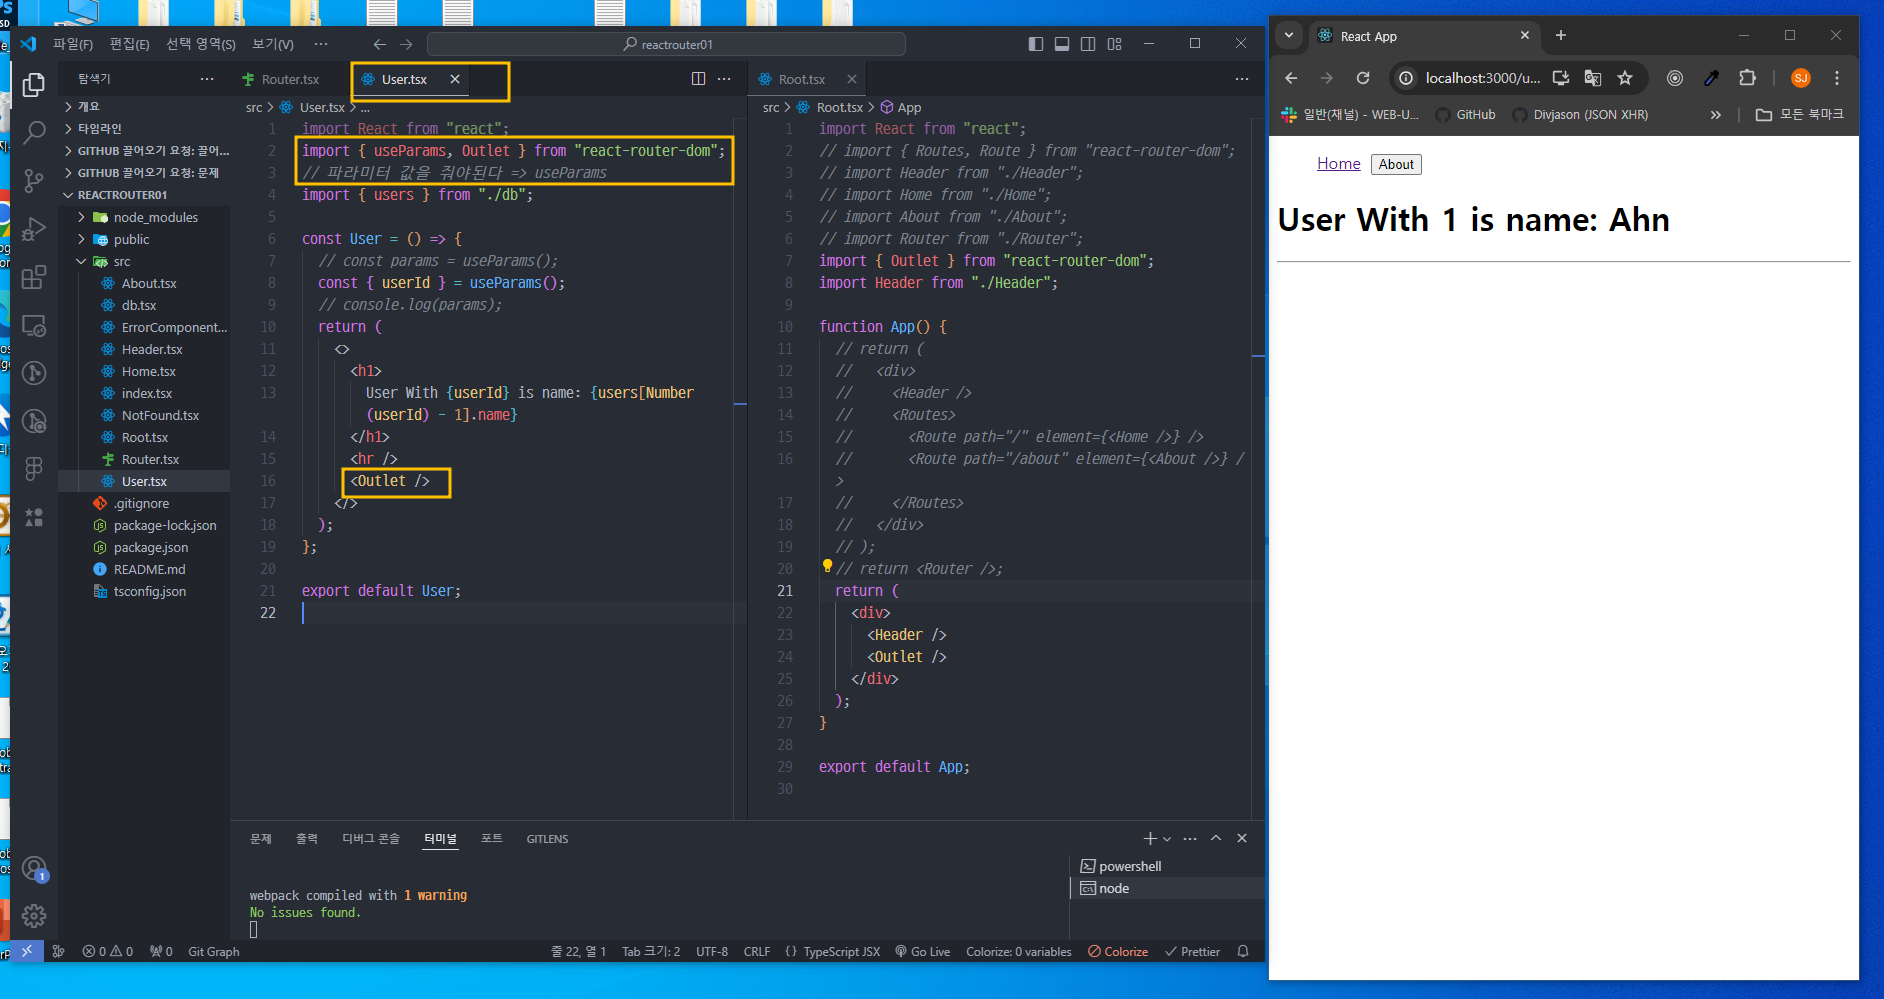 파일(F) 편집(E) 선택 영역(S) 보기(V) ··· reactrouter01
탐색기 ···
개요
타임라인
GITHUB 끌어오기 요청: 끌어...
GITHUB 끌어오기 요청: 문제
REACTROUTER01
node_modules
public
src
About.tsx
db.tsx
ErrorComponent...
Header.tsx
Home.tsx
index.tsx
NotFound.tsx
Root.tsx
Router.tsx
User.tsx
.gitignore
package-lock.json
package.json
README.md
tsconfig.json
Router.tsx User.tsx
src > User.tsx > ...
1 import React from "react";
2 import { useParams, Outlet } from "react-router-dom";
3 // 파라미터 값을 줘야된다 => useParams
4 import { users } from "./db";
5
6 const User = () => {
7 // const params = useParams();
8 const { userId } = useParams();
9 // console.log(params);
10 return (
11 <>
12 <h1>
13 User With {userId} is name: {users[Number
(userId) - 1].name}
14 </h1>
15 <hr />
16 <Outlet />
17 </>
18 );
19 };
20
21 export default User;
22
Root.tsx
src > Root.tsx > App
1 import React from "react";
2 // import { Routes, Route } from "react-router-dom";
3 // import Header from "./Header";
4 // import Home from "./Home";
5 // import About from "./About";
6 // import Router from "./Router";
7 import { Outlet } from "react-router-dom";
8 import Header from "./Header";
9
10 function App() {
11 // return (
12 // <div>
13 // <Header />
14 // <Routes>
15 // <Route path="/" element={<Home />} />
16 // <Route path="/about" element={<About />} /
>
17 // </Routes>
18 // </div>
19 // );
20 // return <Router />;
21 return (
22 <div>
23 <Header />
24 <Outlet />
25 </div>
26 );
27 }
28
29 export default App;
30
문제 출력 디버그 콘솔 터미널 포트 GITLENS
webpack compiled with 1 warning
No issues found.
powershell
node
1
0 0 0 Git Graph 줄 22, 열 1 Tab 크기: 2 UTF-8 CRLF {} TypeScript JSX Go Live Colorize: 0 variables Colorize Prettier
React App
localhost:3000/u... SJ
일반(채널) - WEB-U... GitHub Divjason (JSON XHR) » 모든 북마크
Home About
User With 1 is name: Ahn